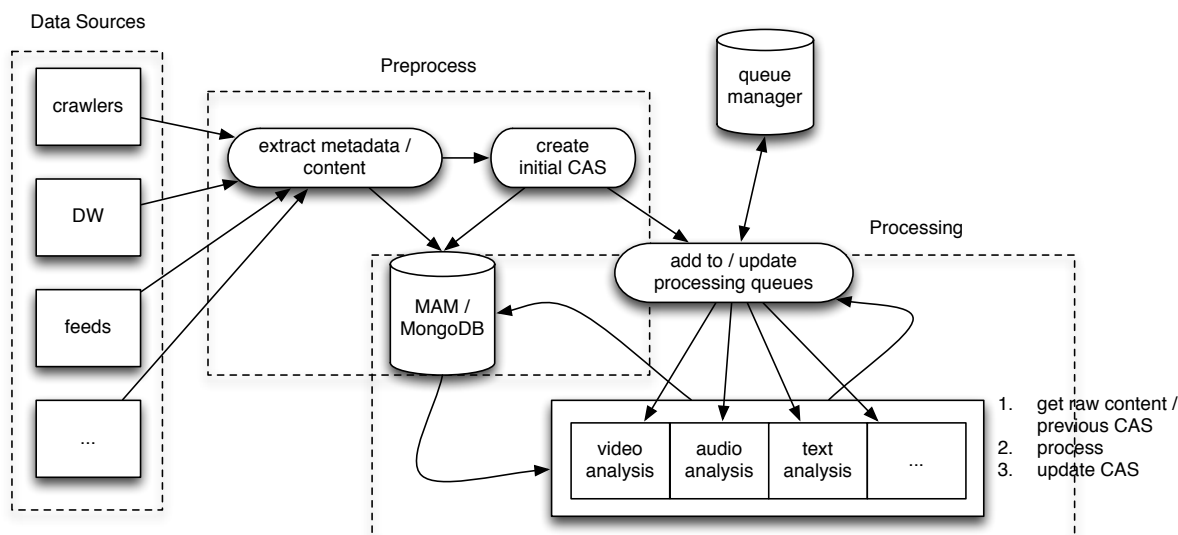 Data Sources
crawlers
DW
feeds
...
Preprocess
extract metadata /
content
create
initial CAS
MAM /
MongoDB
queue
manager
Processing
add to / update
processing queues
video
analysis
audio
analysis
text
analysis
...
1. get raw content /
previous CAS
2. process
3. update CAS